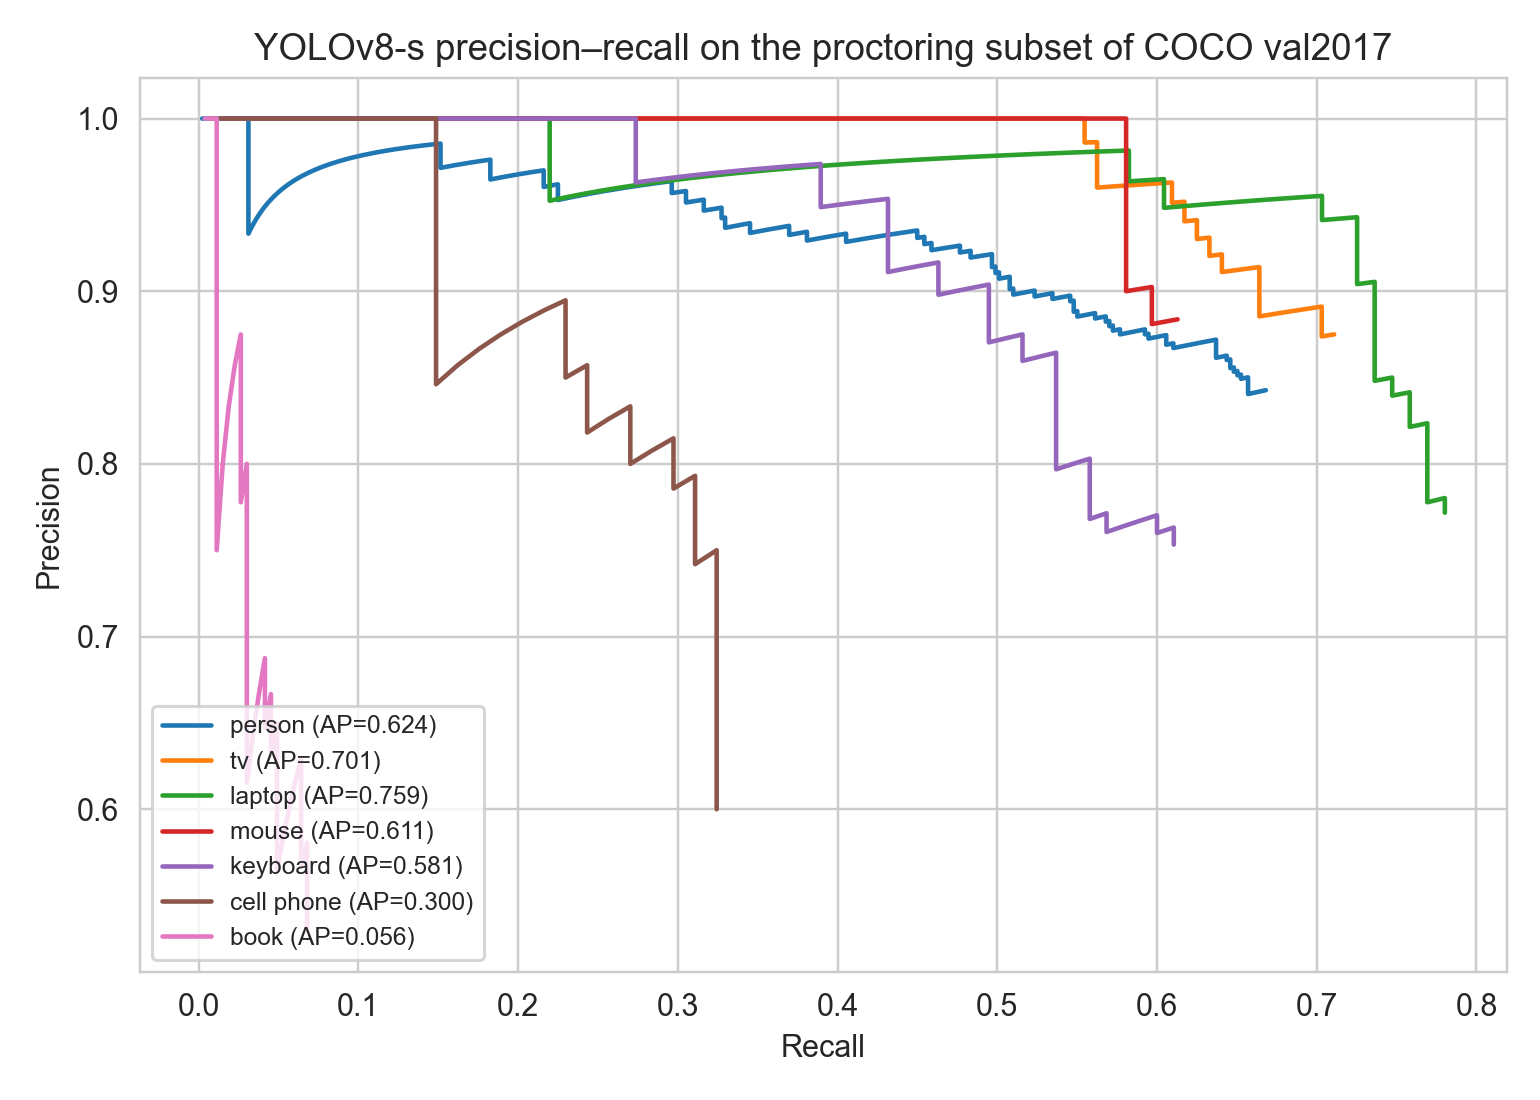 YOLOv8-s precision–recall on the proctoring subset of COCO val2017
1.0
0.9
0.8
0.7
0.6
Precision
person (AP=0.624)
tv (AP=0.701)
laptop (AP=0.759)
mouse (AP=0.611)
keyboard (AP=0.581)
cell phone (AP=0.300)
book (AP=0.056)
0.0 0.1 0.2 0.3 0.4 0.5 0.6 0.7 0.8
Recall